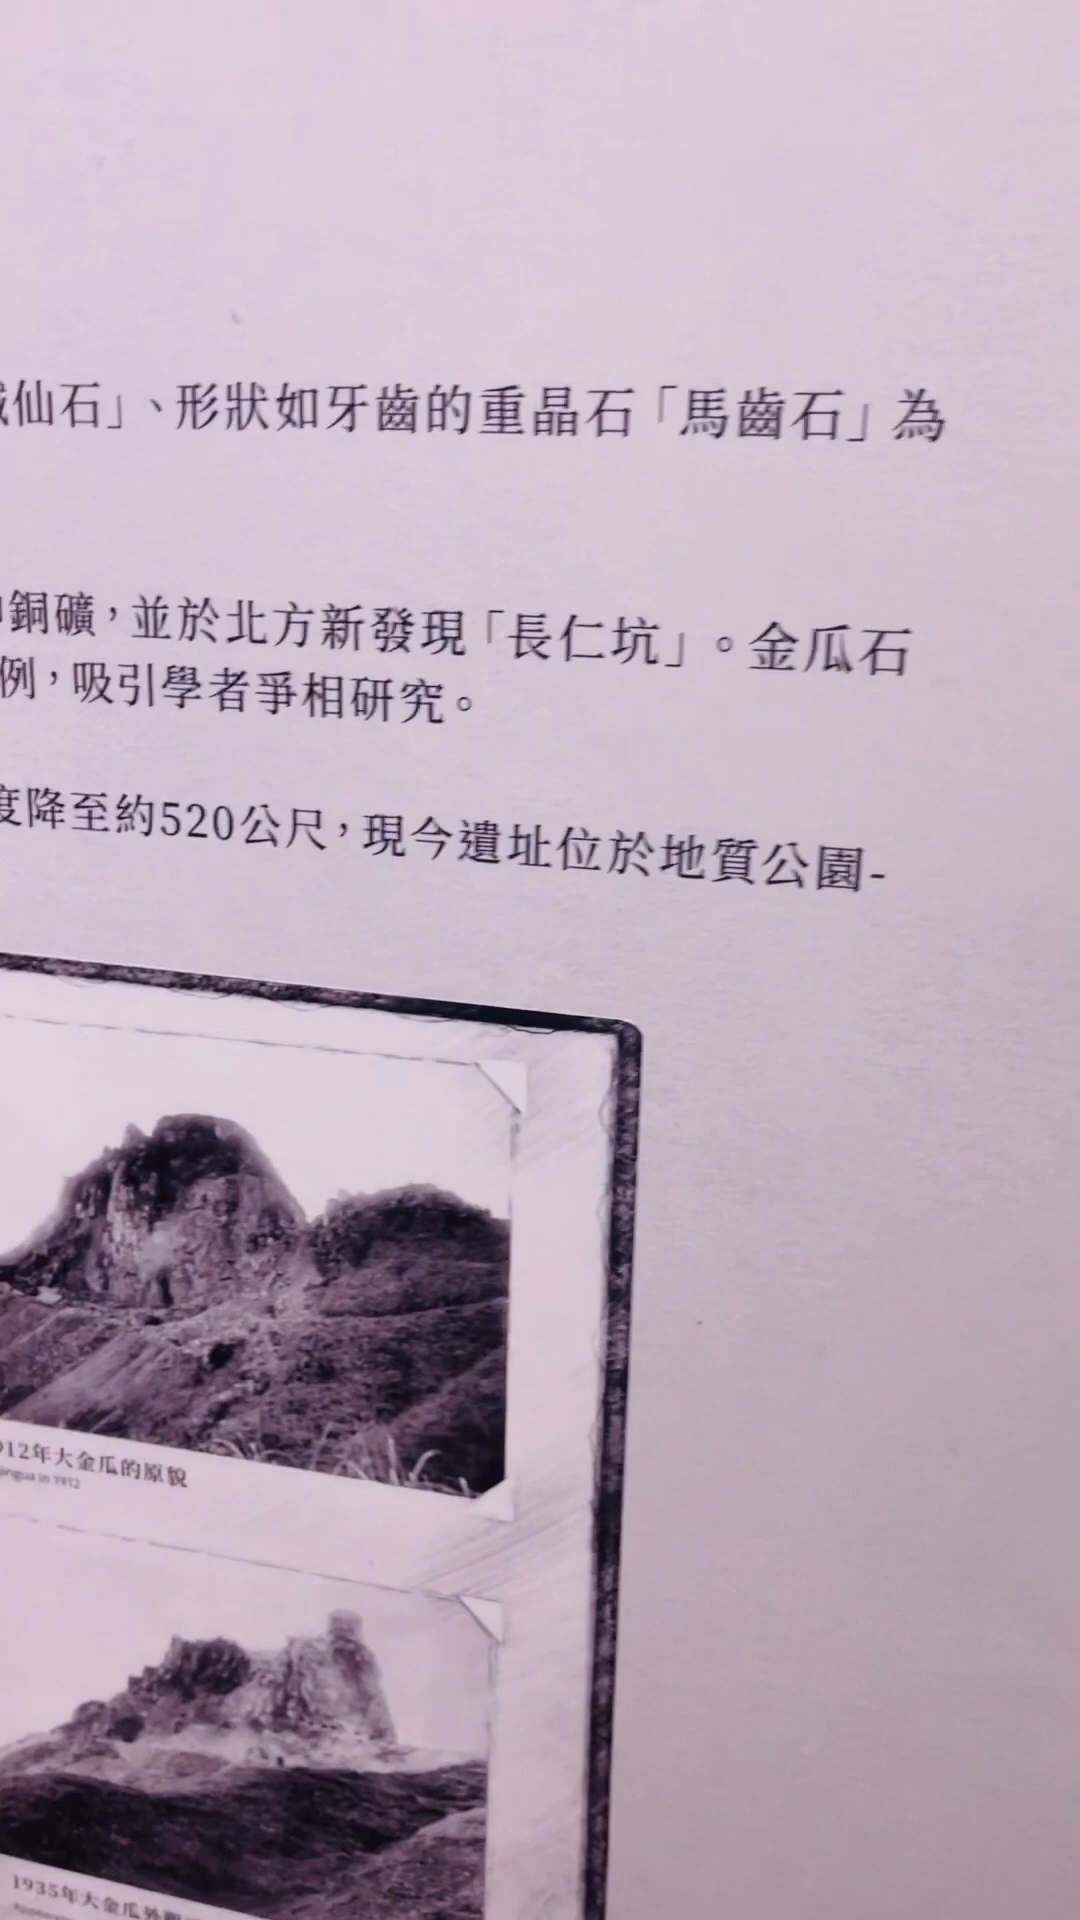 仙石」、形狀如牙齒的重晶石「馬齒石」為
銅礦，並於北方新發現「長仁坑」。金瓜石
例，吸引學者爭相研究。
度降至約520公尺，現今遺址位於地質公園-
912年大金瓜的原貌
in 1912
1935年大金瓜外